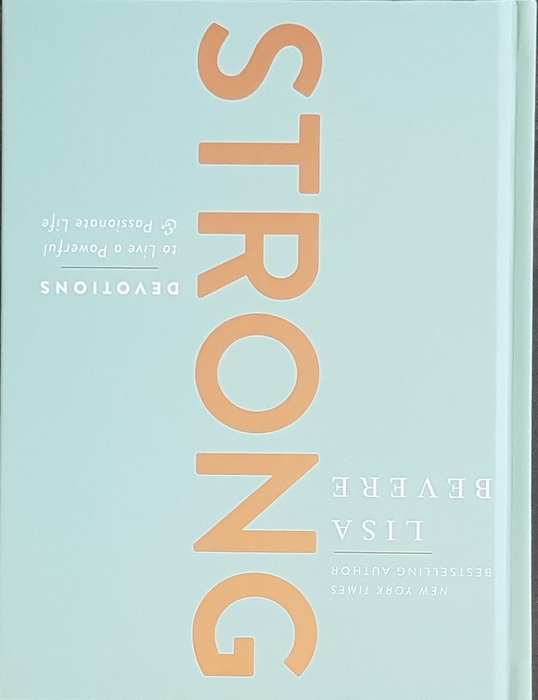 NEW YORK TIMES
BESTSELLING AUTHOR
LISA
BEVERE
STRONG
DEVOTIONS
to Live a Powerful
& Passionate Life